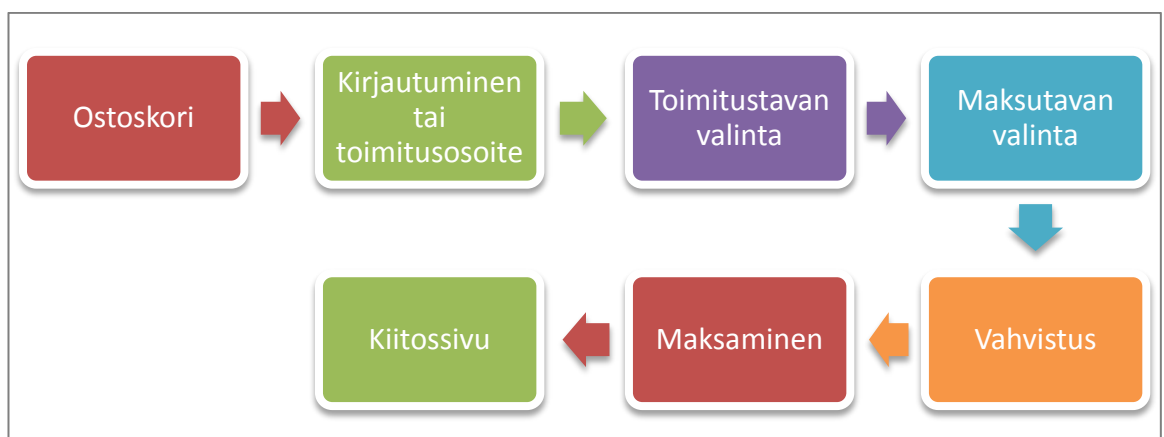 Ostoskori
Kirjautuminen
tai
toimitusosoite
Toimitustavan
valinta
Maksutavan
valinta
Vahvistus
Maksaminen
Kiitossivu